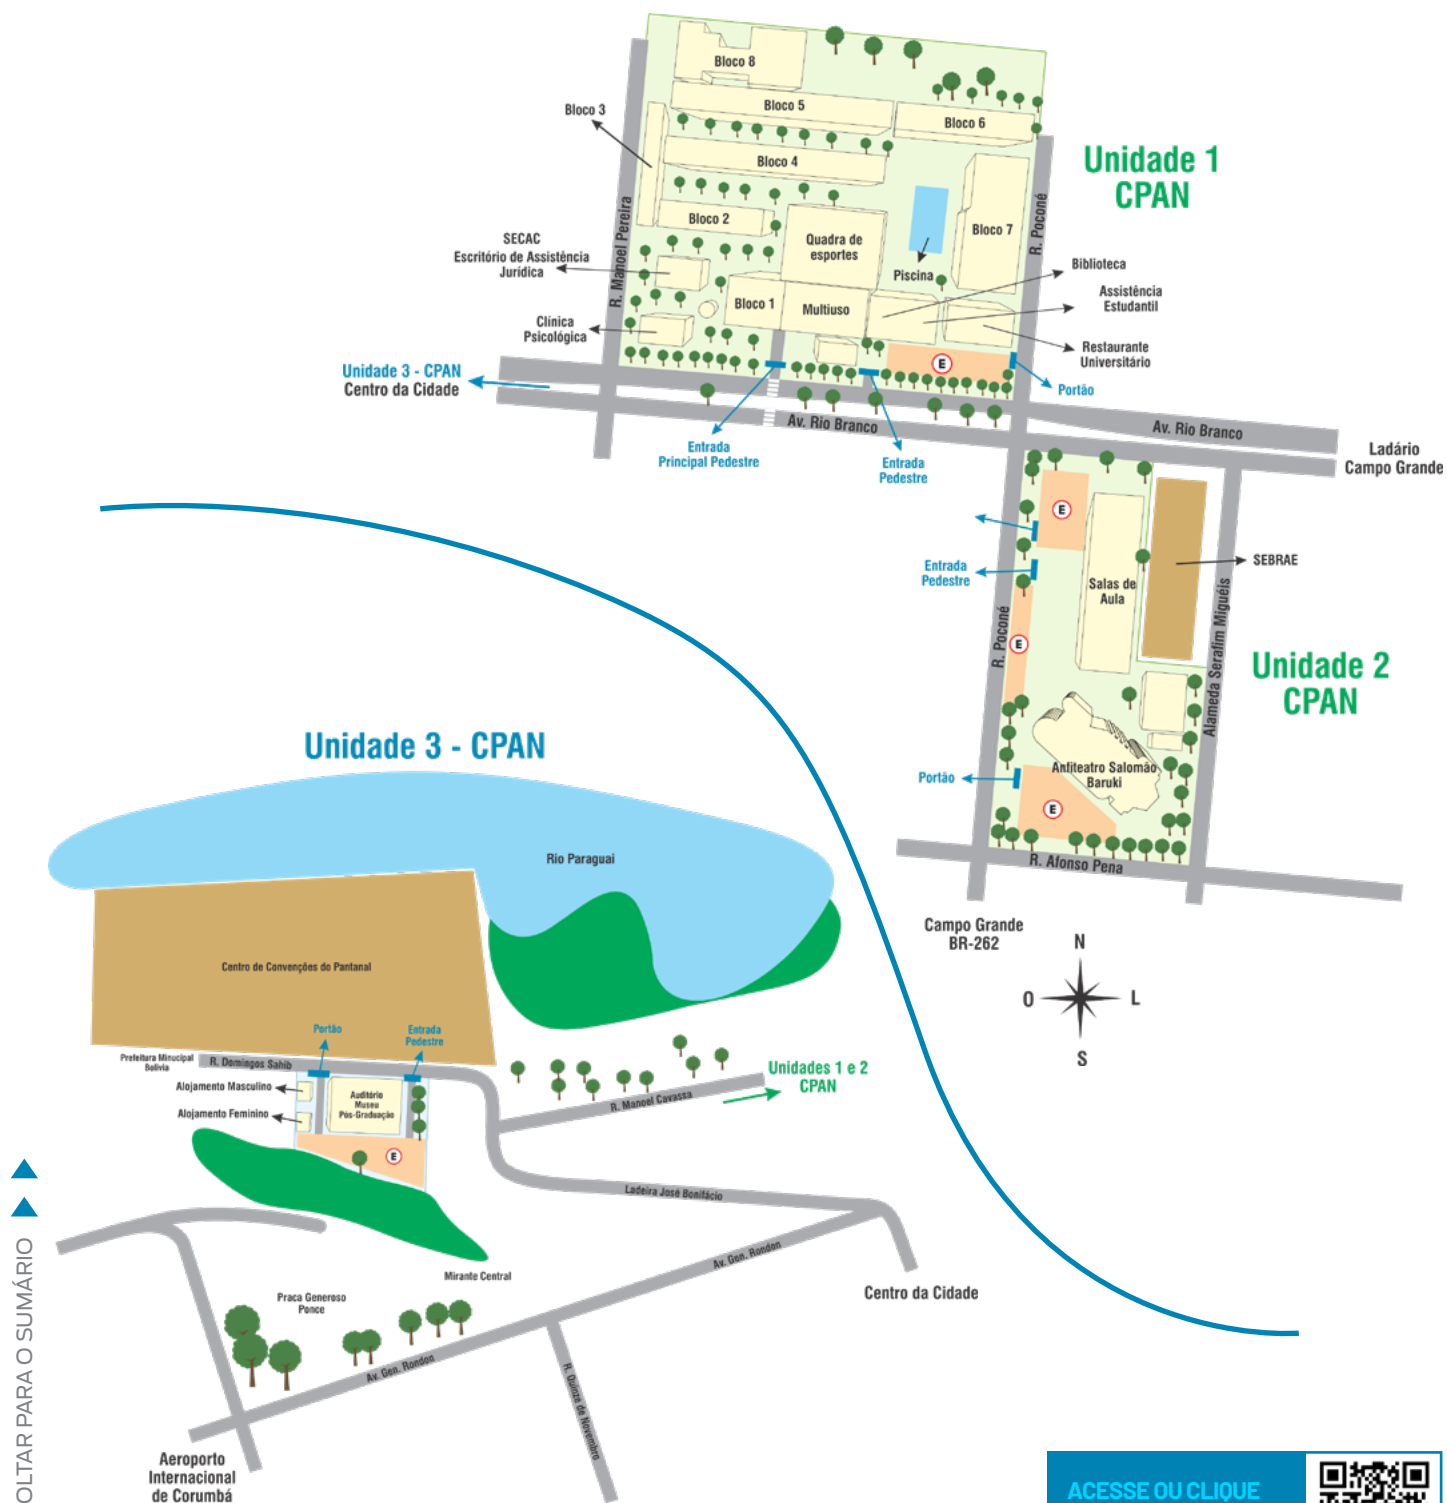 Bloco 8
Bloco 5
Bloco 6
Bloco 3
Bloco 4
Unidade 1
CPAN
Bloco 2
Bloco 7
Quadra de
esportes
R. Manoel Pereira
R. Poconé
SECAC
Escritório de Assistência
Jurídica
Piscina
Biblioteca
Assistência
Estudantil
Bloco 1
Multiuso
Clínica
Psicológica
Restaurante
Universitário
E
Portão
Unidade 3 - CPAN
Centro da Cidade
Av. Rio Branco
Av. Rio Branco
Entrada
Principal Pedestre
Entrada
Pedestre
Ladário
Campo Grande
E
Entrada
Pedestre
Salas de
Aula
SEBRAE
R. Poconé
E
Alameda Serafim Miguéis
Unidade 2
CPAN
Portão
Anfiteatro Salomão
Baruki
E
R. Afonso Pena
Campo Grande
BR-262
N
O
L
S
Unidade 3 - CPAN
Rio Paraguai
Centro de Convenções do Pantanal
Portão
Entrada
Pedestre
Prefeitura Minucipal
Bolivia
R. Domingos Sahib
Alojamento Masculino
Alojamento Feminino
Auditório
Museu
Pós-Graduação
E
Unidades 1 e 2
CPAN
R. Manoel Cavassa
Ladeira José Bonifácio
Av. Gen. Rondon
Centro da Cidade
Mirante Central
Praca Generoso
Ponce
Av. Gen. Rondon
R. Quinze de Novembro
Aeroporto
Internacional
de Corumbá
OLTAR PARA O SUMÁRIO
ACESSE OU CLIQUE